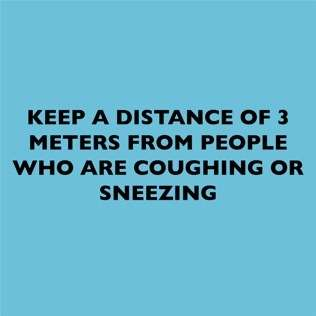 KEEP A DISTANCE OF 3
METERS FROM PEOPLE
WHO ARE COUGHING OR
SNEEZING